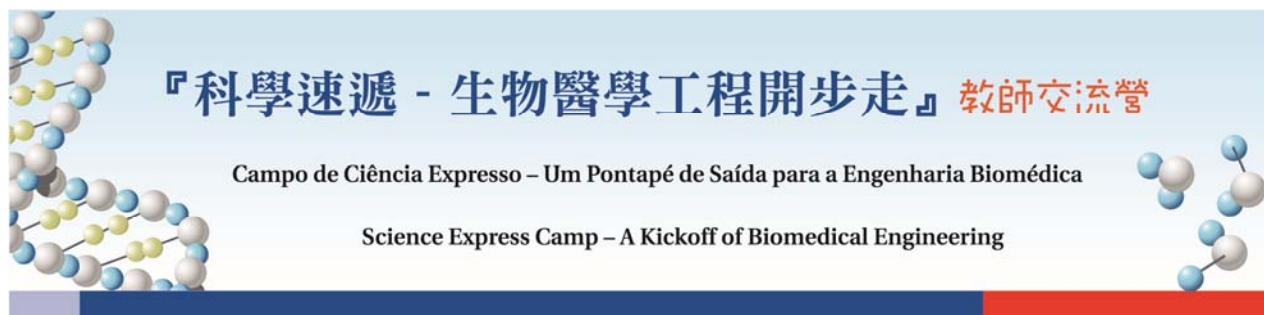 『科學速遞 - 生物醫學工程開步走』教師交流營
Campo de Ciência Expresso – Um Pontapé de Saída para a Engenharia Biomédica
Science Express Camp – A Kickoff of Biomedical Engineering